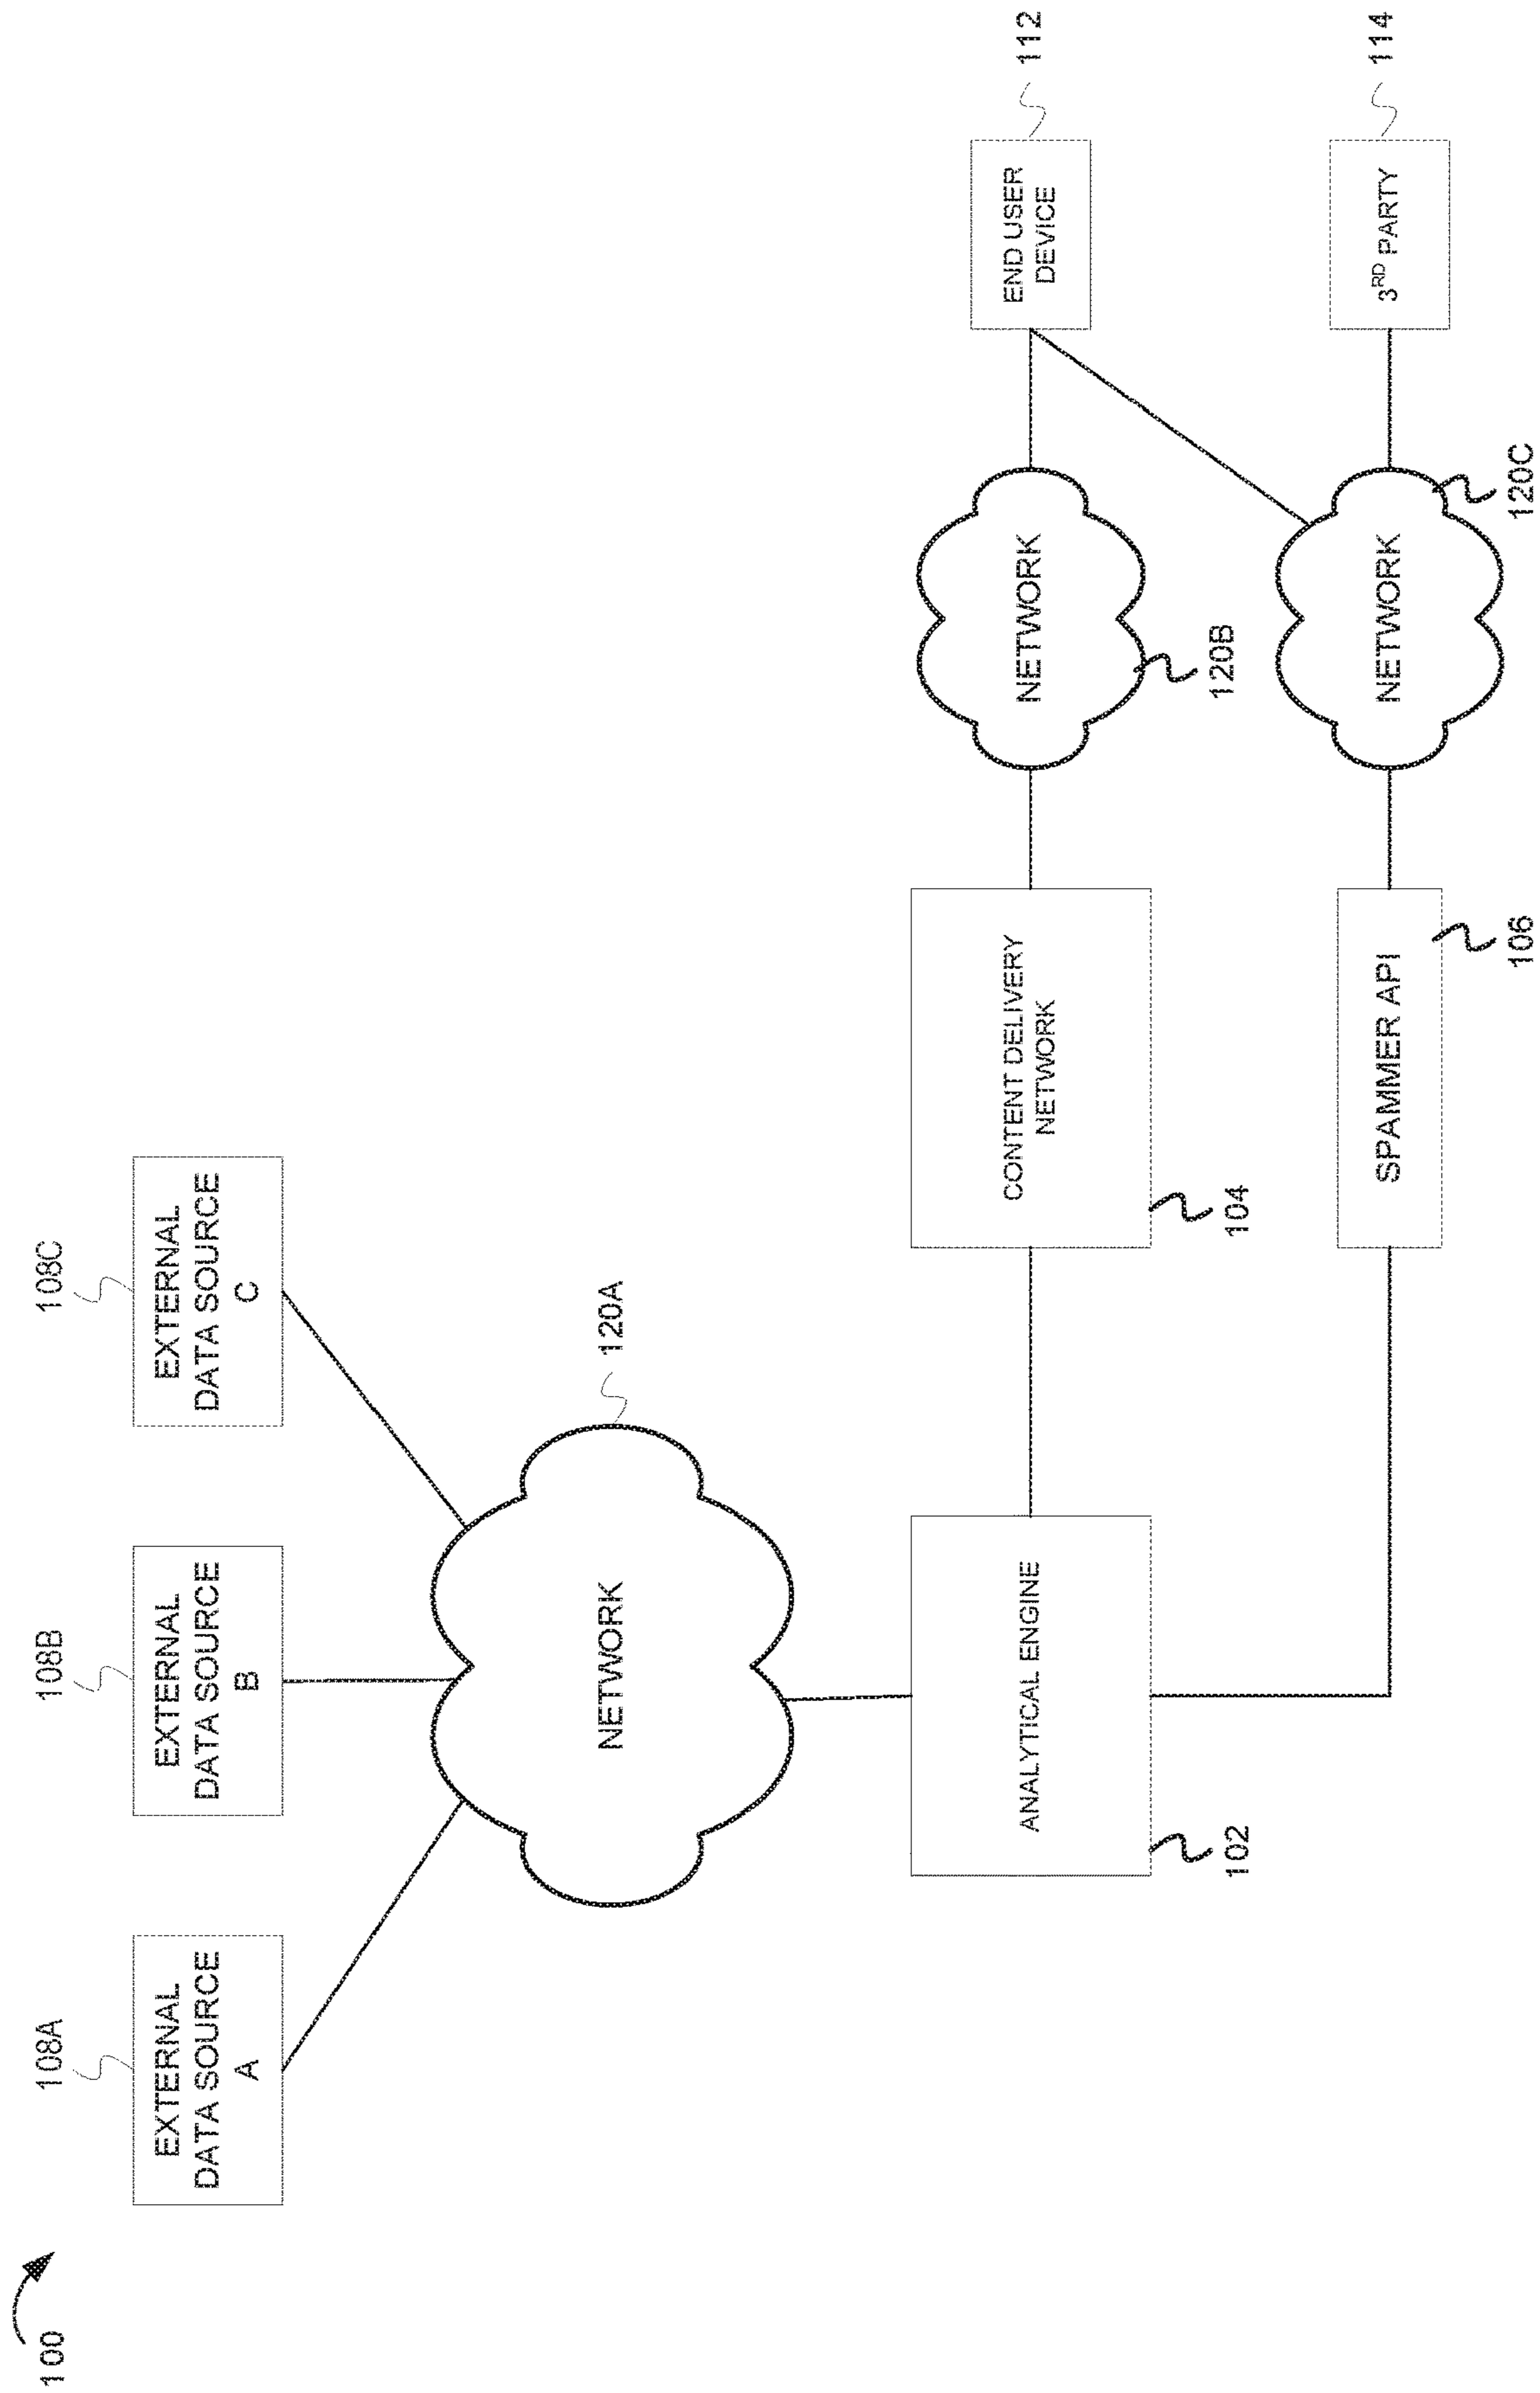 100
108A
108B
108C
EXTERNAL
DATA SOURCE
A
EXTERNAL
DATA SOURCE
B
EXTERNAL
DATA SOURCE
C
NETWORK
120A
ANALYTICAL ENGINE
102
CONTENT DELIVERY
NETWORK
104
NETWORK
120B
END USER
DEVICE
112
SPAMMER API
106
NETWORK
120C
3RD PARTY
114